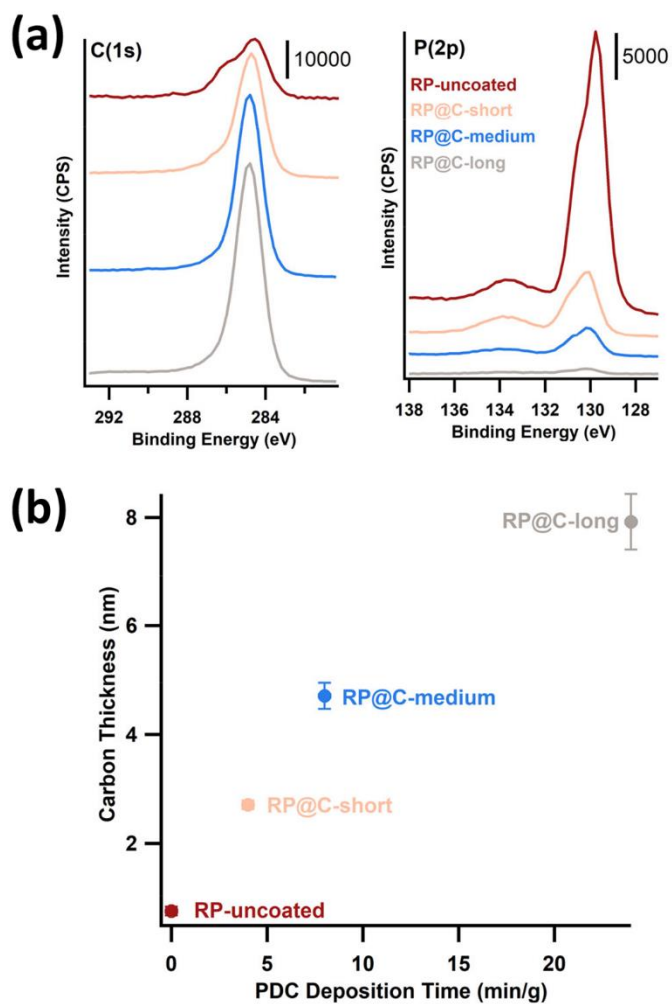 (a)
C(1s)
10000
Intensity (CPS)
292
288
284
Binding Energy (eV)
P(2p)
5000
RP-uncoated
RP@C-short
RP@C-medium
RP@C-long
Intensity (CPS)
138
136
134
132
130
128
Binding Energy (eV)
(b)
8
6
4
2
Carbon Thickness (nm)
RP@C-long
RP@C-medium
RP@C-short
RP-uncoated
0
5
10
15
20
PDC Deposition Time (min/g)